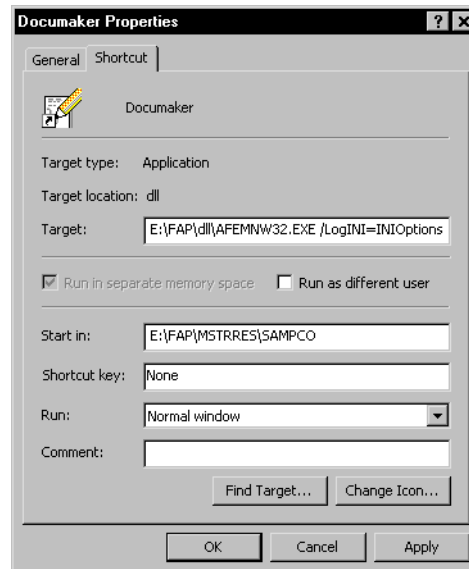 Documaker Properties
General Shortcut
Documaker
Target type: Application
Target location: dll
Target: E:\FAP\dll\AFEMNW32.EXE /LogINI=INIOptions
Run in separate memory space Run as different user
Start in: E:\FAP\MSTRRES\SAMPCO
Shortcut key: None
Run: Normal window
Comment:
Find Target... Change Icon...
OK Cancel Apply